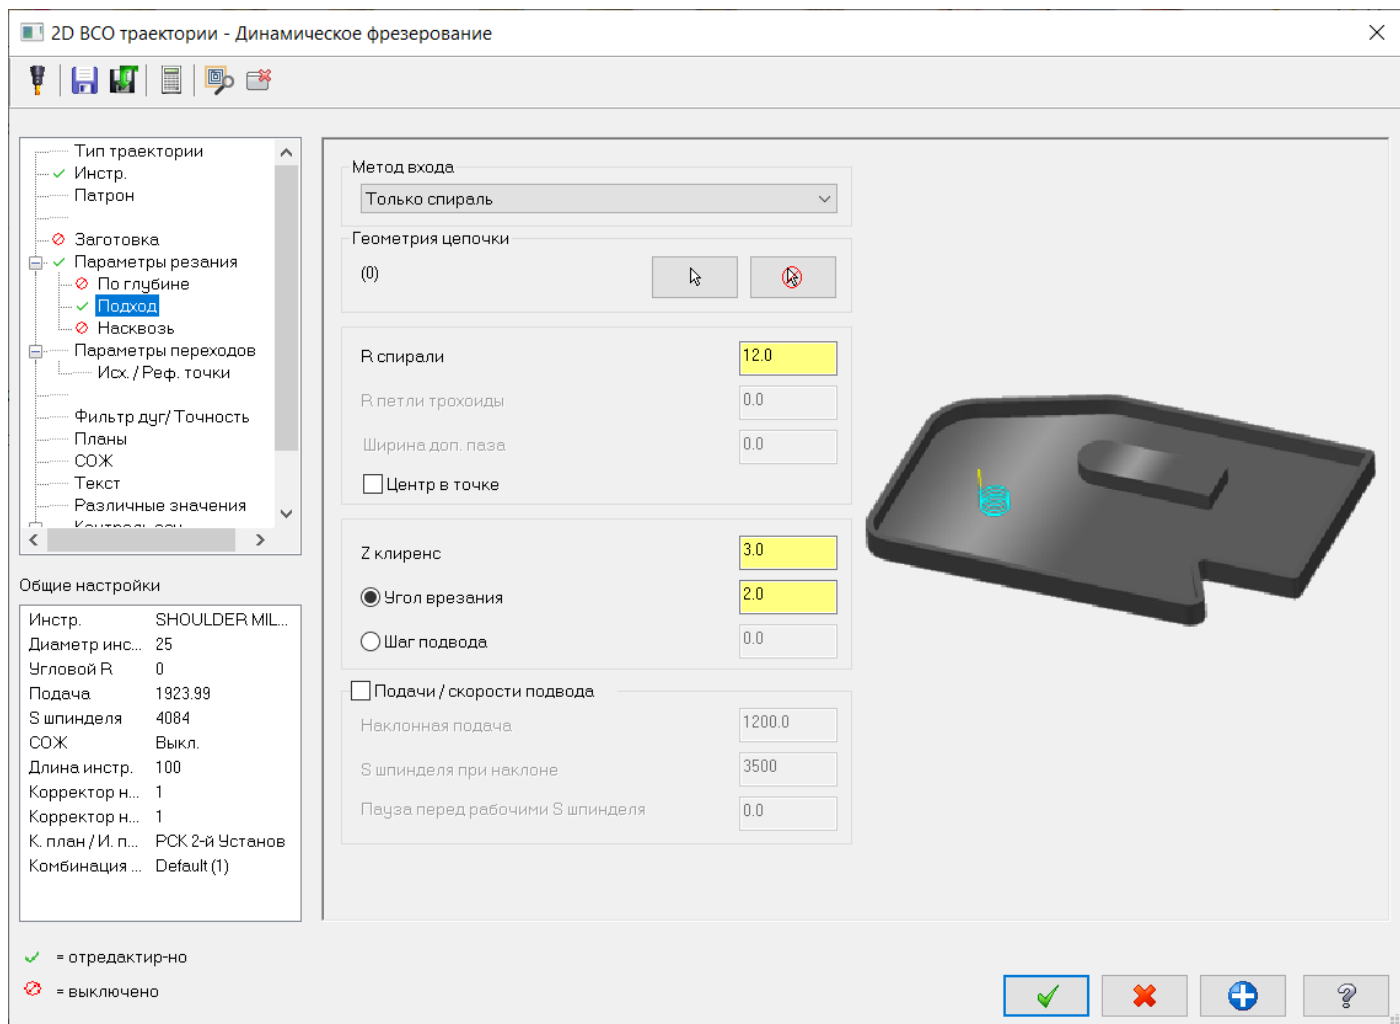 2D ВСО траектории - Динамическое фрезерование
Тип траектории
Инстр.
Патрон
Заготовка
Параметры резания
По глубине
Подход
Насквозь
Параметры переходов
Исх. / Реф. точки
Фильтр дуг/ Точность
Планы
СОЖ
Текст
Различные значения
Общие настройки
Инстр. SHOULDER MIL...
Диаметр инс... 25
Угловой R 0
Подача 1923.99
S шпинделя 4084
СОЖ Выкл.
Длина инстр. 100
Корректор н... 1
Корректор н... 1
К. план / И. п... РСК 2-й Установ
Комбинация ... Default (1)
= отредактир-но
= выключено
Метод входа
Только спираль
Геометрия цепочки
(0)
R спирали 12.0
R петли трохоиды 0.0
Ширина доп. паза 0.0
Центр в точке
Z клиренс 3.0
Угол врезания 2.0
Шаг подвода 0.0
Подачи / скорости подвода
Наклонная подача 1200.0
S шпинделя при наклоне 3500
Пауза перед рабочими S шпинделя 0.0